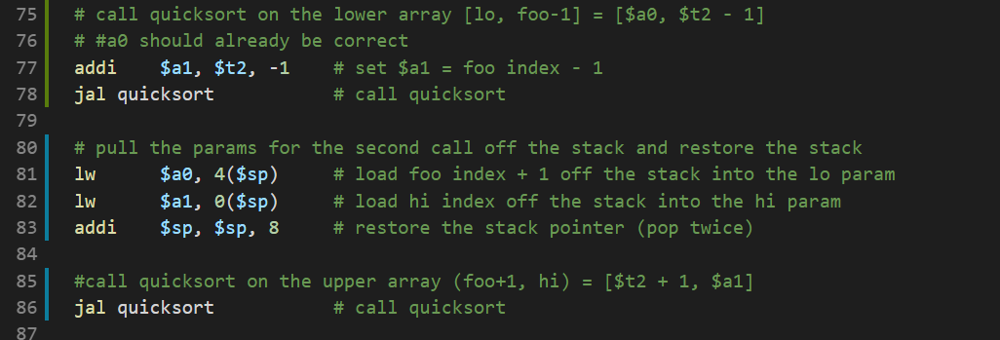 75 # call quicksort on the lower array [lo, foo-1] = [$a0, $t2 - 1]
76 # #a0 should already be correct
77 addi $a1, $t2, -1 # set $a1 = foo index - 1
78 jal quicksort # call quicksort
79
80 # pull the params for the second call off the stack and restore the stack
81 lw $a0, 4($sp) # load foo index + 1 off the stack into the lo param
82 lw $a1, 0($sp) # load hi index off the stack into the hi param
83 addi $sp, $sp, 8 # restore the stack pointer (pop twice)
84
85 #call quicksort on the upper array (foo+1, hi) = [$t2 + 1, $a1]
86 jal quicksort # call quicksort
87